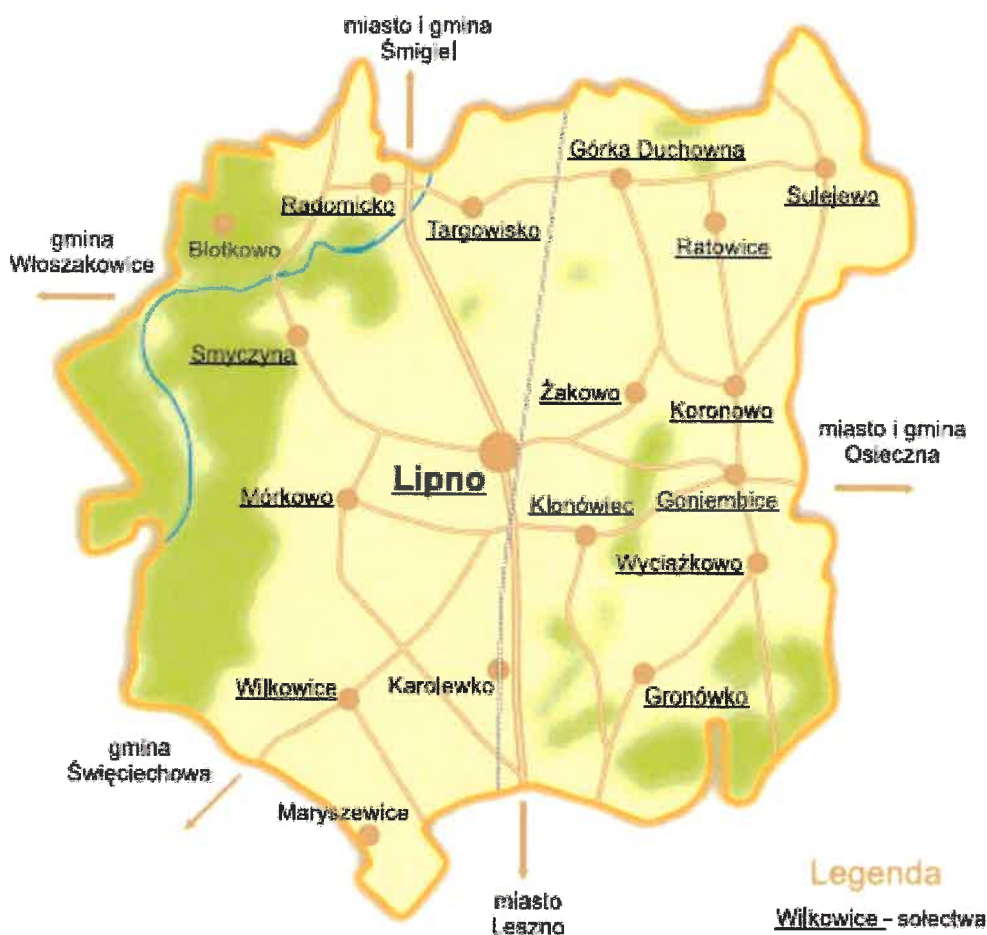 miasto i gmina
Śmigiel
Górka Duchowna
Radomicko
Sulejewo
Targowisko
Ratowice
Błotkowo
gmina
Włoszakowice
Smyczyna
Żakowo
Koronowo
miasto i gmina
Osieczna
Lipno
Mórkowo
Klonówiec
Goniembice
Wyciążkowo
Wilkowice
Karolewko
Gronówko
gmina
Święciechowa
Maryszewice
miasto
Leszno
Legenda
Wilkowice - sołectwa